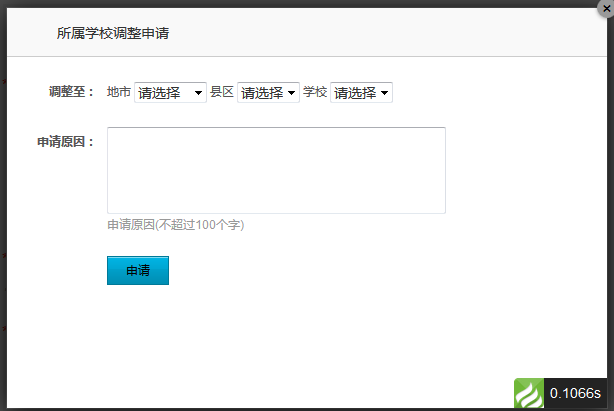 所属学校调整申请
调整至： 地市 请选择 县区 请选择 学校 请选择
申请原因：
申请原因(不超过100个字)
申请
0.1066s